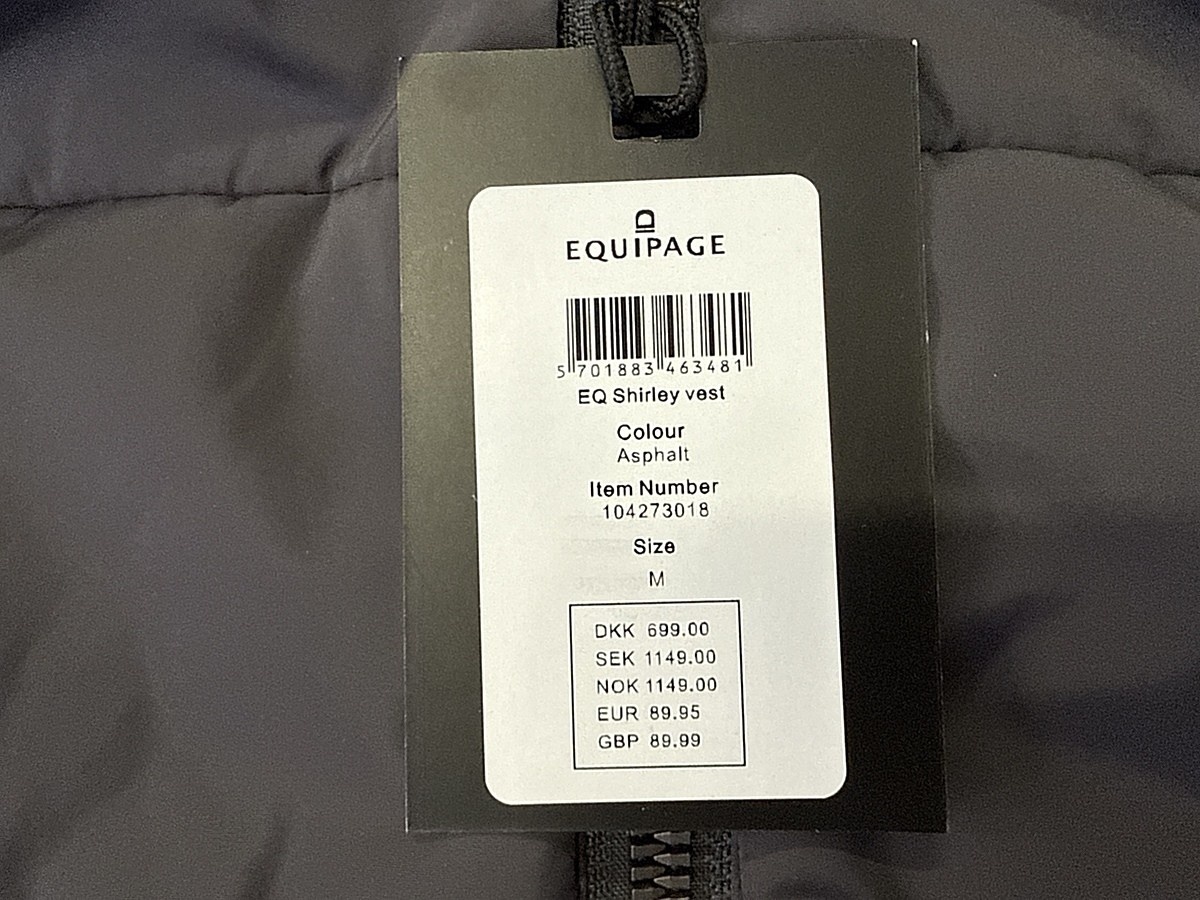 EQUIPAGE
5 701883 463481
EQ Shirley vest
Colour
Asphalt
Item Number
104273018
Size
M
DKK 699.00
SEK 1149.00
NOK 1149.00
EUR 89.95
GBP 89.99